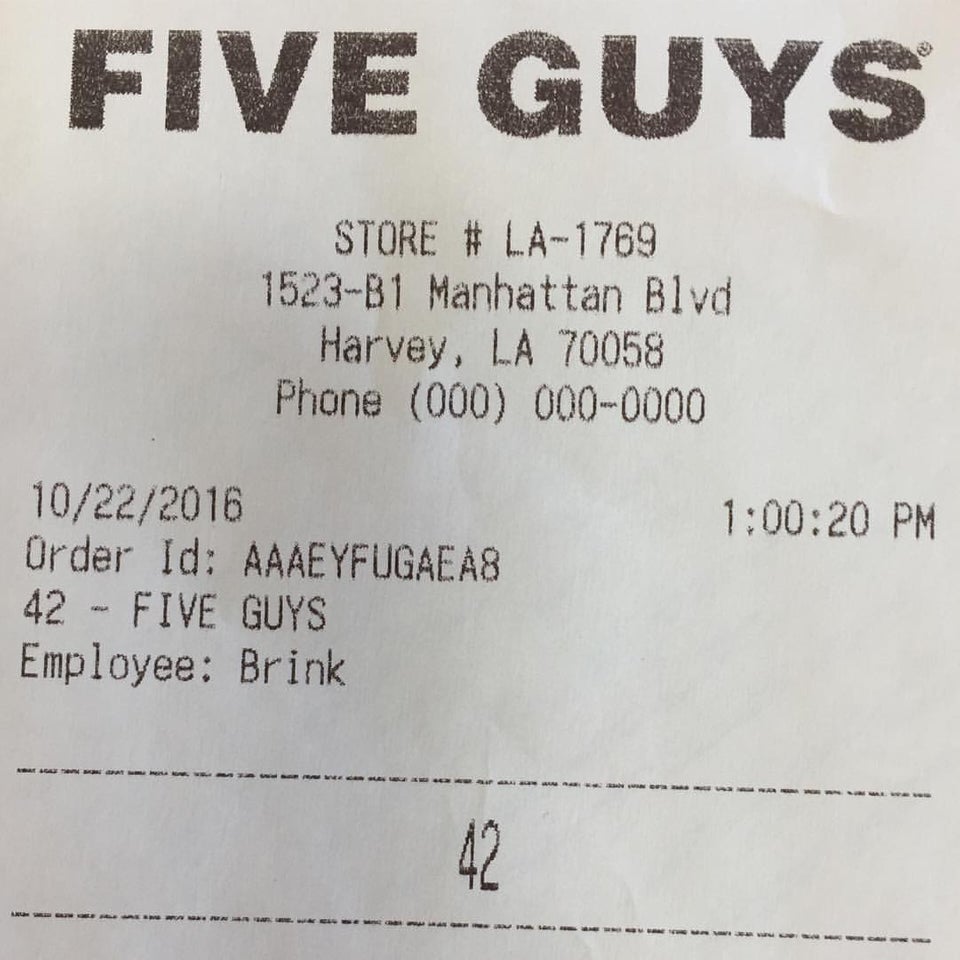 FIVE GUYS®
STORE # LA-1769
1523-B1 Manhattan Blvd
Harvey, LA 70058
Phone (000) 000-0000
10/22/2016 1:00:20 PM
Order Id: AAAEYFUGAEA8
42 - FIVE GUYS
Employee: Brink
42